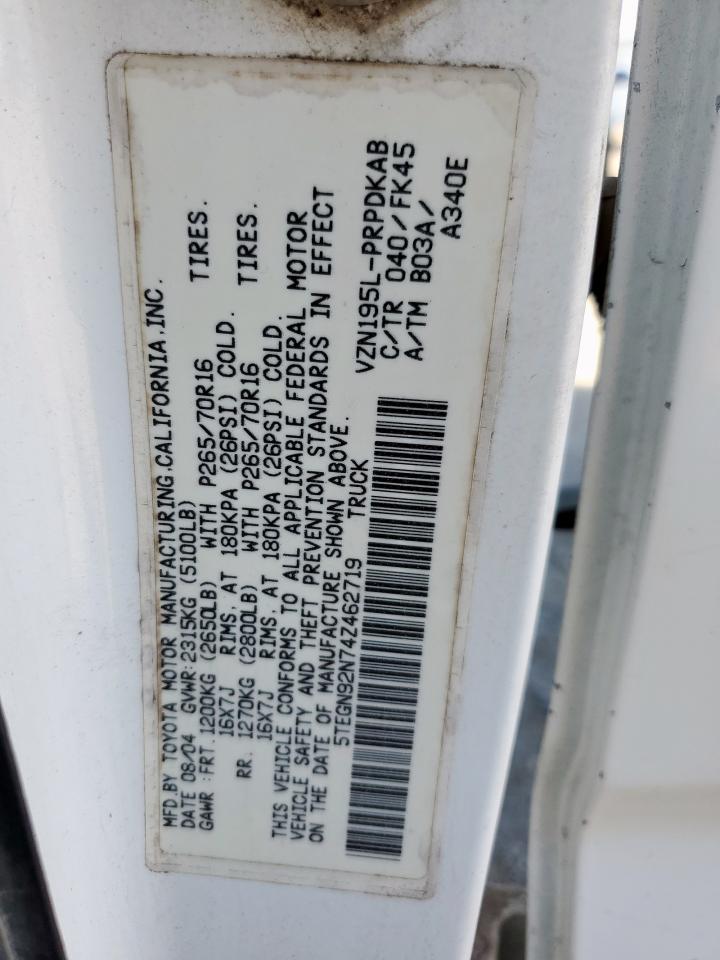 MFD.BY TOYOTA MOTOR MANUFACTURING,CALIFORNIA,INC.
DATE 08/04 GVWR:2315KG (5100LB)
GAWR :FRT.1200KG (2650LB) WITH P265/70R16 TIRES.
16X7J RIMS, AT 180KPA (26PSI) COLD.
RR. 1270KG (2800LB) WITH P265/70R16 TIRES.
16X7J RIMS, AT 180KPA (26PSI) COLD.
THIS VEHICLE CONFORMS TO ALL APPLICABLE FEDERAL MOTOR
VEHICLE SAFETY AND THEFT PREVENTION STANDARDS IN EFFECT
ON THE DATE OF MANUFACTURE SHOWN ABOVE.
5TEGN92N74Z462719 TRUCK
VZN195L-PRPDKAB
C/TR 040/FK45
A/TM B03A/
A340E